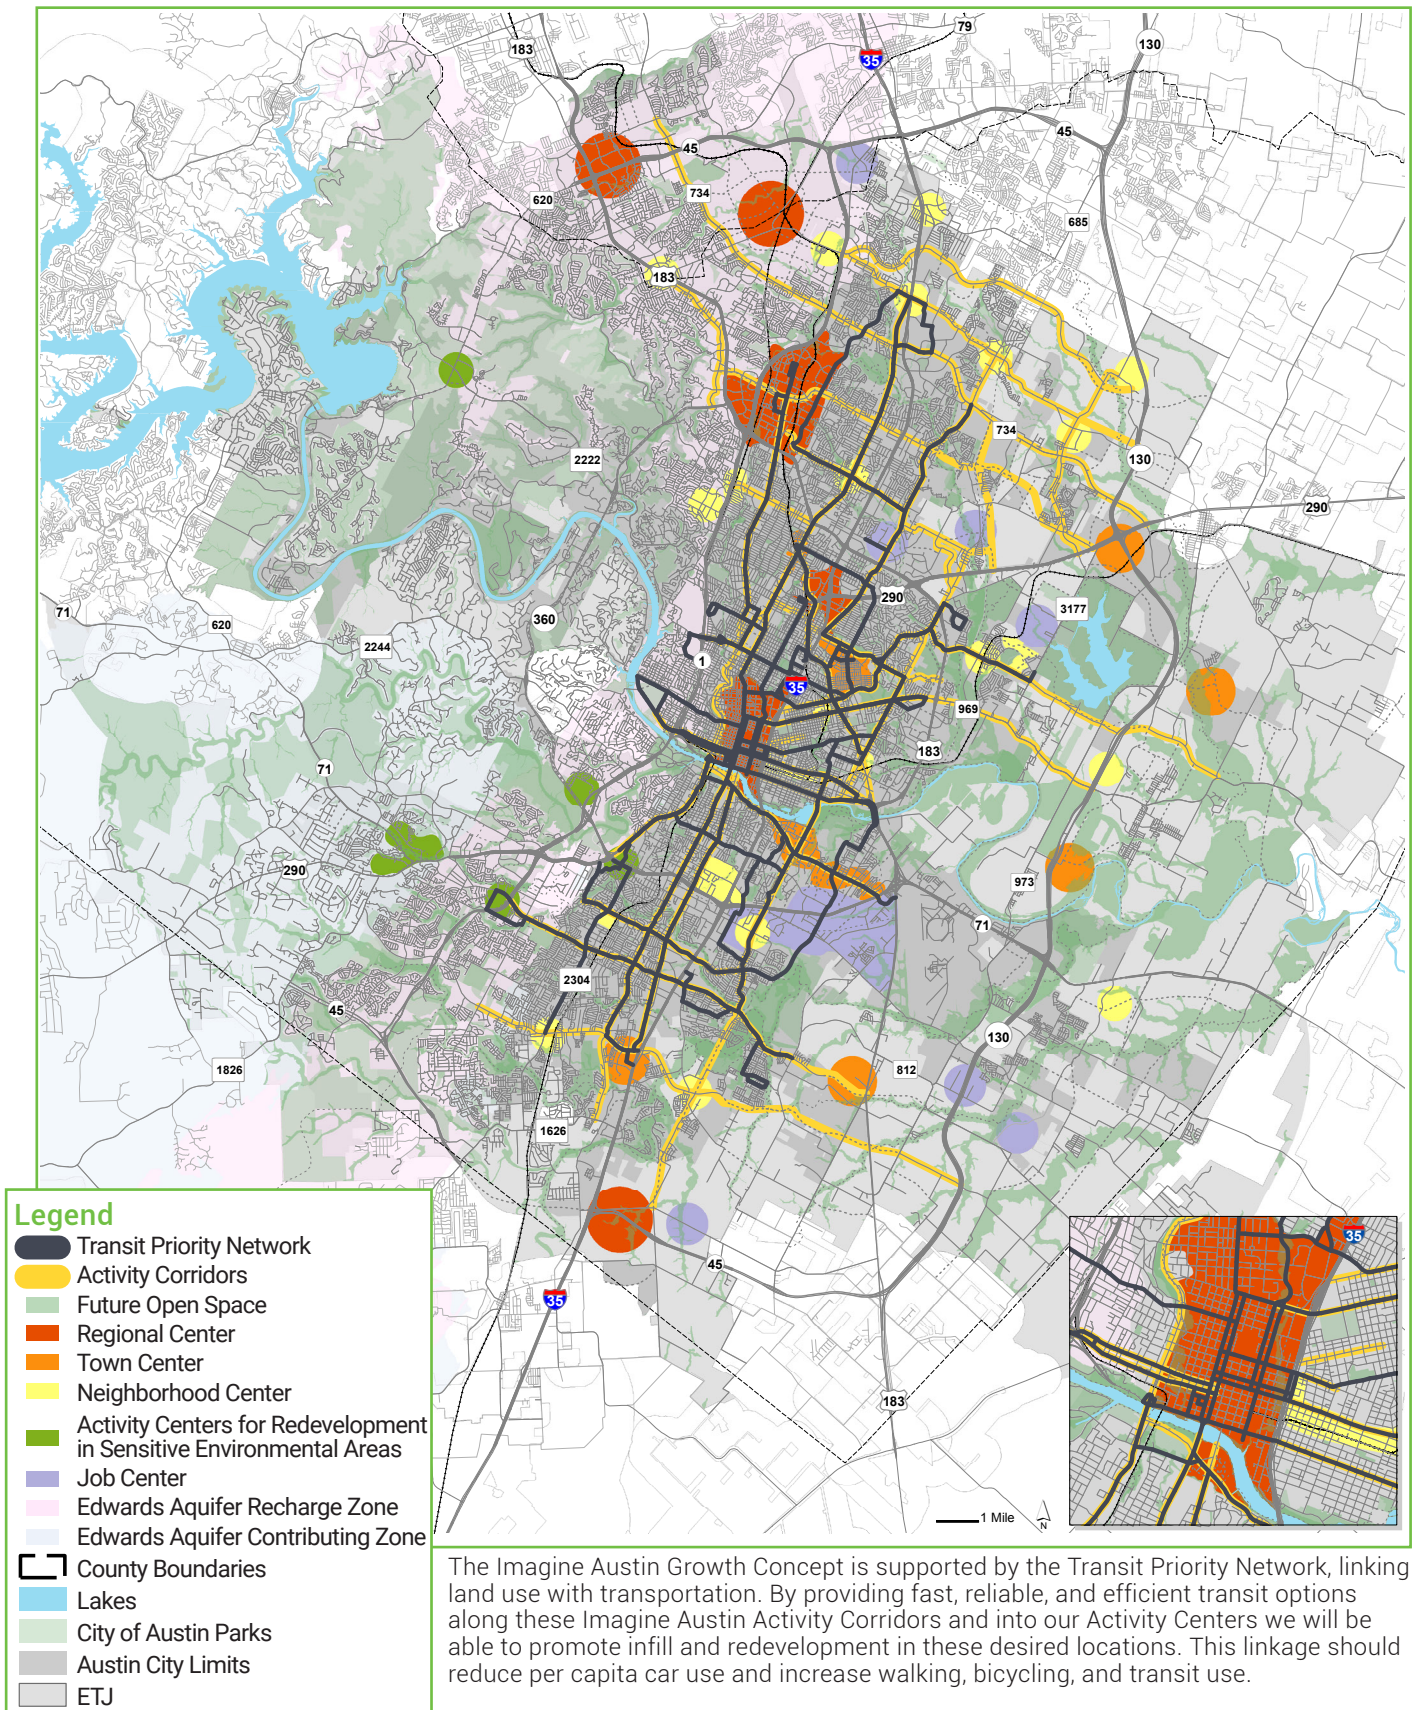 79
183
35
130
45
45
734
620
685
183
734
130
2222
290
290
3177
71
620
360
2244
1
35
969
183
71
290
973
71
2304
45
130
812
1826
1626
45
35
183
35
1 Mile
N
Legend
Transit Priority Network
Activity Corridors
Future Open Space
Regional Center
Town Center
Neighborhood Center
Activity Centers for Redevelopment
in Sensitive Environmental Areas
Job Center
Edwards Aquifer Recharge Zone
Edwards Aquifer Contributing Zone
County Boundaries
Lakes
City of Austin Parks
Austin City Limits
ETJ
The Imagine Austin Growth Concept is supported by the Transit Priority Network, linking
land use with transportation. By providing fast, reliable, and efficient transit options
along these Imagine Austin Activity Corridors and into our Activity Centers we will be
able to promote infill and redevelopment in these desired locations. This linkage should
reduce per capita car use and increase walking, bicycling, and transit use.